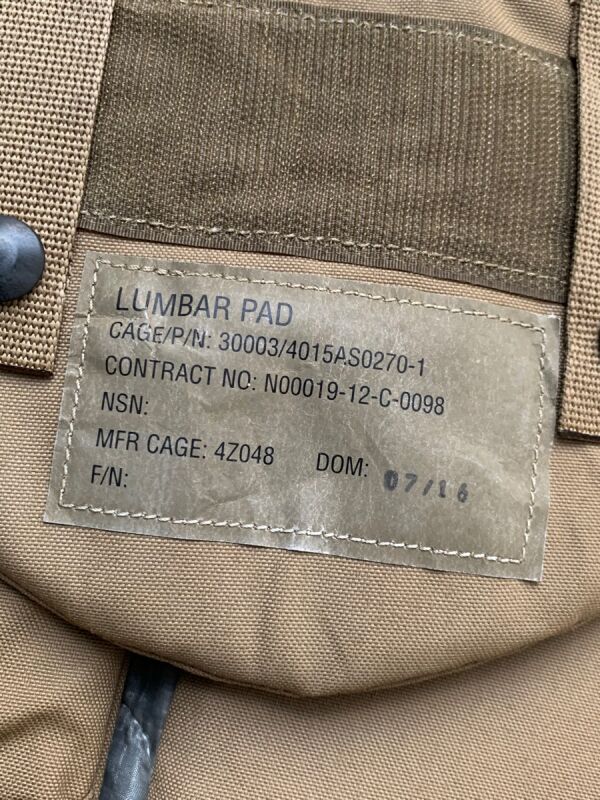 LUMBAR PAD
CAGE/P/N: 30003/4015AS0270-1
CONTRACT NO: N00019-12-C-0098
NSN:
MFR CAGE: 4Z048 DOM: 07/16
F/N: